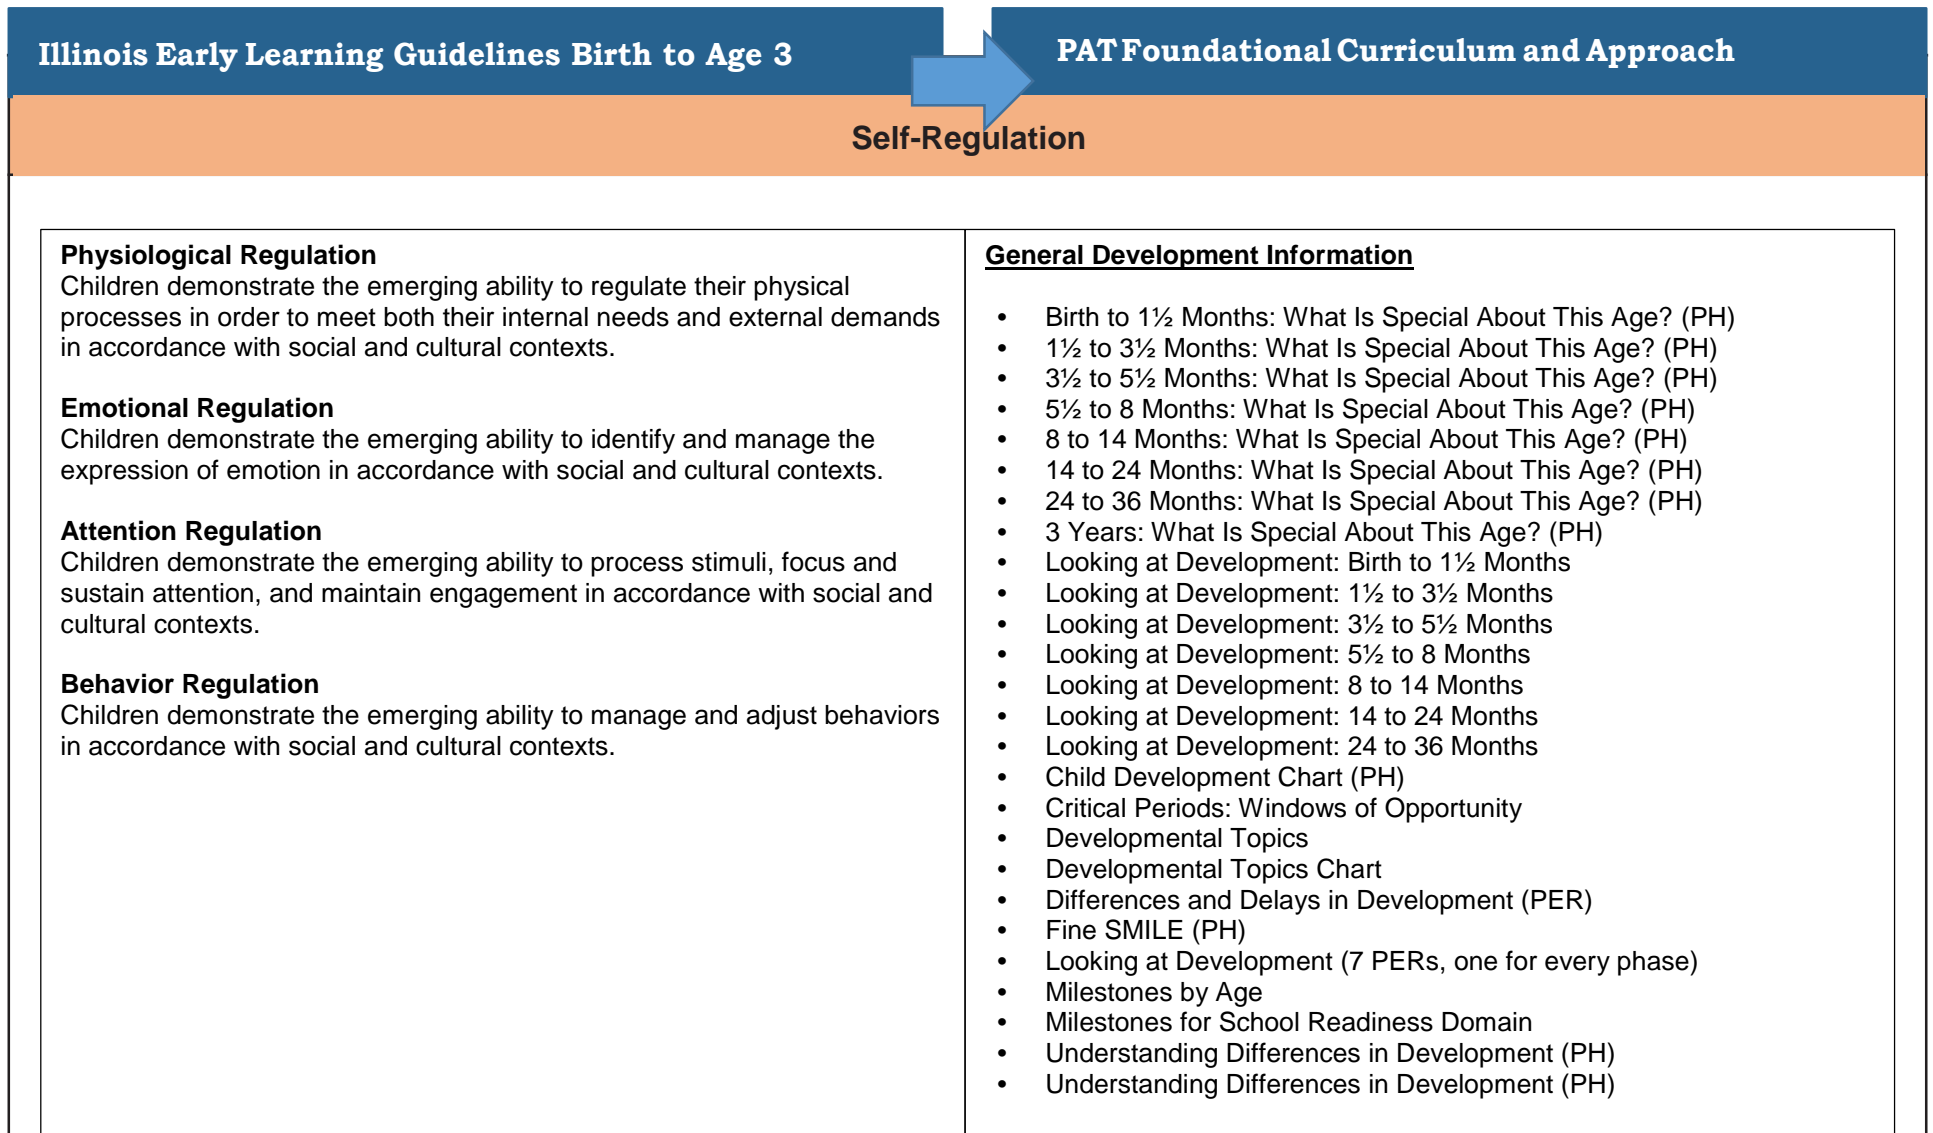 Illinois Early Learning Guidelines Birth to Age 3
PAT Foundational Curriculum and Approach
Self-Regulation
Physiological Regulation
Children demonstrate the emerging ability to regulate their physical
processes in order to meet both their internal needs and external demands
in accordance with social and cultural contexts.
Emotional Regulation
Children demonstrate the emerging ability to identify and manage the
expression of emotion in accordance with social and cultural contexts.
Attention Regulation
Children demonstrate the emerging ability to process stimuli, focus and
sustain attention, and maintain engagement in accordance with social and
cultural contexts.
Behavior Regulation
Children demonstrate the emerging ability to manage and adjust behaviors
in accordance with social and cultural contexts.
General Development Information
• Birth to 1½ Months: What Is Special About This Age? (PH)
• 1½ to 3½ Months: What Is Special About This Age? (PH)
• 3½ to 5½ Months: What Is Special About This Age? (PH)
• 5½ to 8 Months: What Is Special About This Age? (PH)
• 8 to 14 Months: What Is Special About This Age? (PH)
• 14 to 24 Months: What Is Special About This Age? (PH)
• 24 to 36 Months: What Is Special About This Age? (PH)
• 3 Years: What Is Special About This Age? (PH)
• Looking at Development: Birth to 1½ Months
• Looking at Development: 1½ to 3½ Months
• Looking at Development: 3½ to 5½ Months
• Looking at Development: 5½ to 8 Months
• Looking at Development: 8 to 14 Months
• Looking at Development: 14 to 24 Months
• Looking at Development: 24 to 36 Months
• Child Development Chart (PH)
• Critical Periods: Windows of Opportunity
• Developmental Topics
• Developmental Topics Chart
• Differences and Delays in Development (PER)
• Fine SMILE (PH)
• Looking at Development (7 PERs, one for every phase)
• Milestones by Age
• Milestones for School Readiness Domain
• Understanding Differences in Development (PH)
• Understanding Differences in Development (PH)